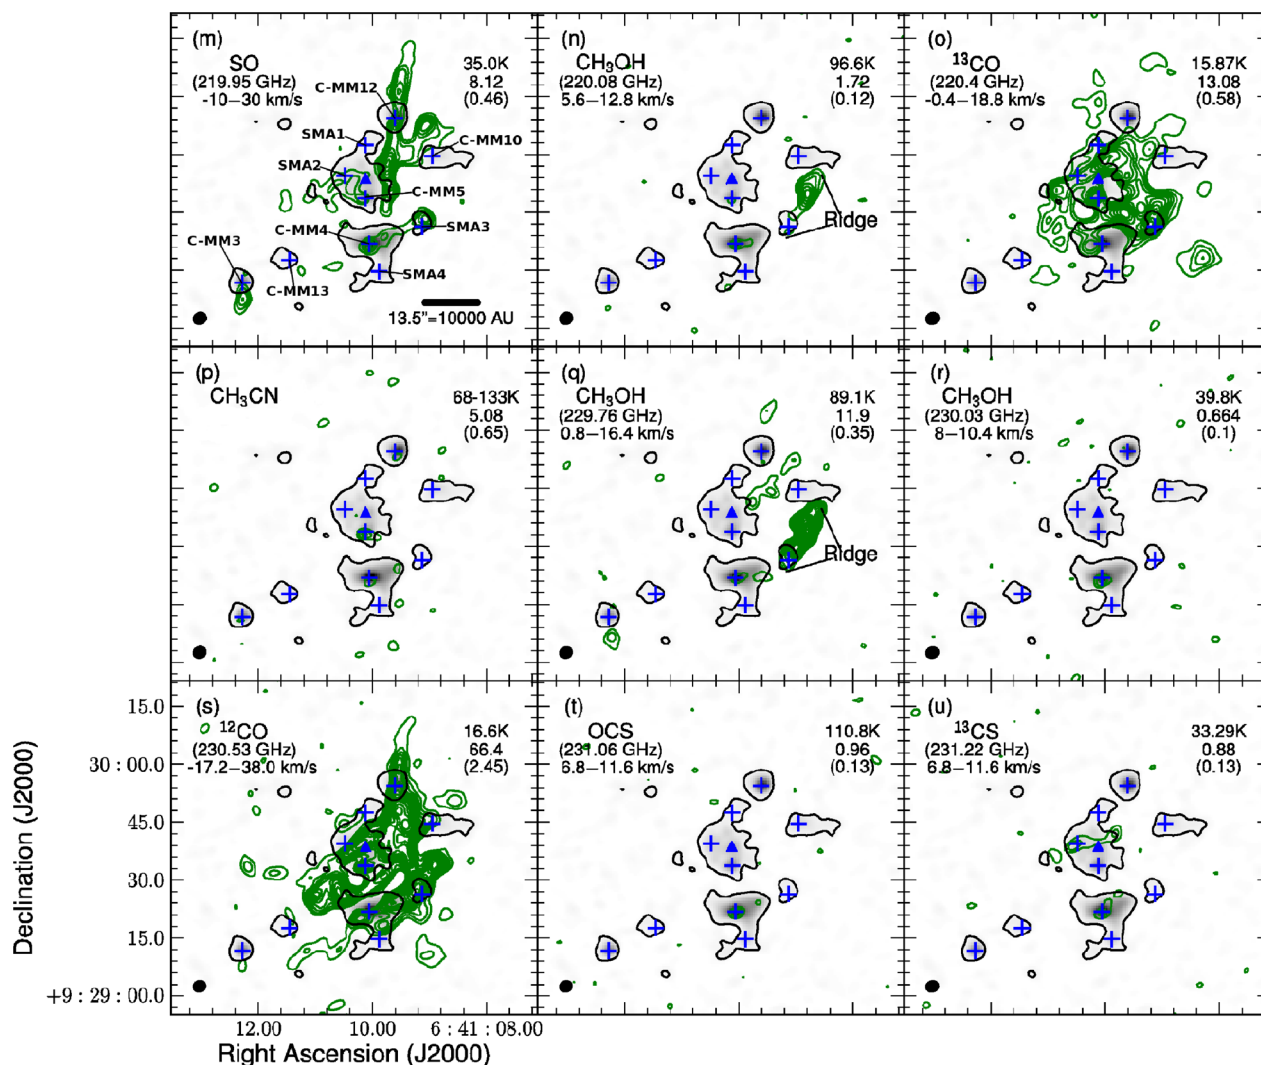 (m)
SO
(219.95 GHz)
-10–30 km/s
35.0K
8.12
(0.46)
C-MM12
SMA1
C-MM10
SMA2
C-MM5
C-MM4
SMA3
C-MM3
C-MM13
SMA4
13.5"=10000 AU
(n)
CH₃OH
(220.08 GHz)
5.6–12.8 km/s
96.6K
1.72
(0.12)
Ridge
(o)
¹³CO
(220.4 GHz)
-0.4–18.8 km/s
15.87K
13.08
(0.58)
(p)
CH₃CN
68-133K
5.08
(0.65)
(q)
CH₃OH
(229.76 GHz)
0.8–16.4 km/s
89.1K
11.9
(0.35)
Ridge
(r)
CH₃OH
(230.03 GHz)
8–10.4 km/s
39.8K
0.664
(0.1)
(s)
¹²CO
(230.53 GHz)
-17.2–38.0 km/s
16.6K
66.4
(2.45)
(t)
OCS
(231.06 GHz)
6.8–11.6 km/s
110.8K
0.96
(0.13)
(u)
¹³CS
(231.22 GHz)
6.8–11.6 km/s
33.29K
0.88
(0.13)
15.0
30 : 00.0
45.0
30.0
15.0
+9 : 29 : 00.0
Declination (J2000)
12.00
10.00
6 : 41 : 08.00
Right Ascension (J2000)